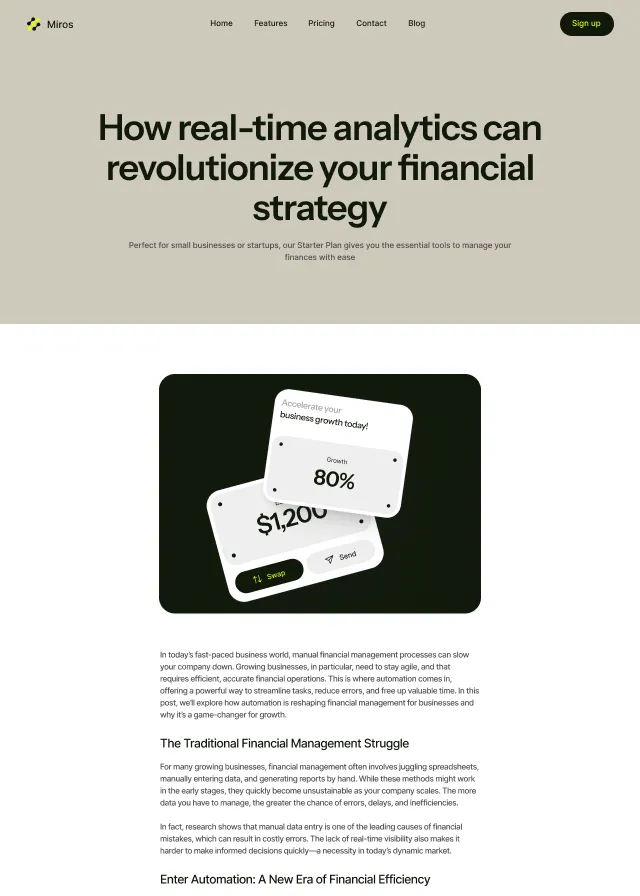 Miros
Home Features Pricing Contact Blog
Sign up
How real-time analytics can
revolutionize your financial
strategy
Perfect for small businesses or startups, our Starter Plan gives you the essential tools to manage your
finances with ease
Accelerate your
business growth today!
Growth
80%
$1,200
Swap
Send
In today's fast-paced business world, manual financial management processes can slow
your company down. Growing businesses, in particular, need to stay agile, and that
requires efficient, accurate financial operations. This is where automation comes in,
offering a powerful way to streamline tasks, reduce errors, and free up valuable time. In this
post, we'll explore how automation is reshaping financial management for businesses and
why it's a game-changer for growth.
The Traditional Financial Management Struggle
For many growing businesses, financial management often involves juggling spreadsheets,
manually entering data, and generating reports by hand. While these methods might work
in the early stages, they quickly become unsustainable as your company scales. The more
data you have to manage, the greater the chance of errors, delays, and inefficiencies.
In fact, research shows that manual data entry is one of the leading causes of financial
mistakes, which can result in costly errors. The lack of real-time visibility also makes it
harder to make informed decisions quickly—a necessity in today's dynamic market.
Enter Automation: A New Era of Financial Efficiency